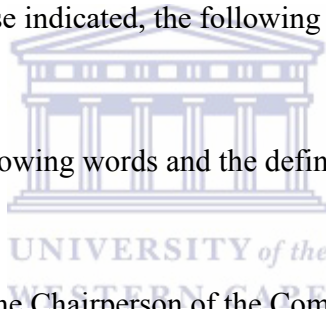 se indicated, the following
owing words and the defin
UNIVERSITY of the
WESTERN CAPE
he Chairperson of the Com